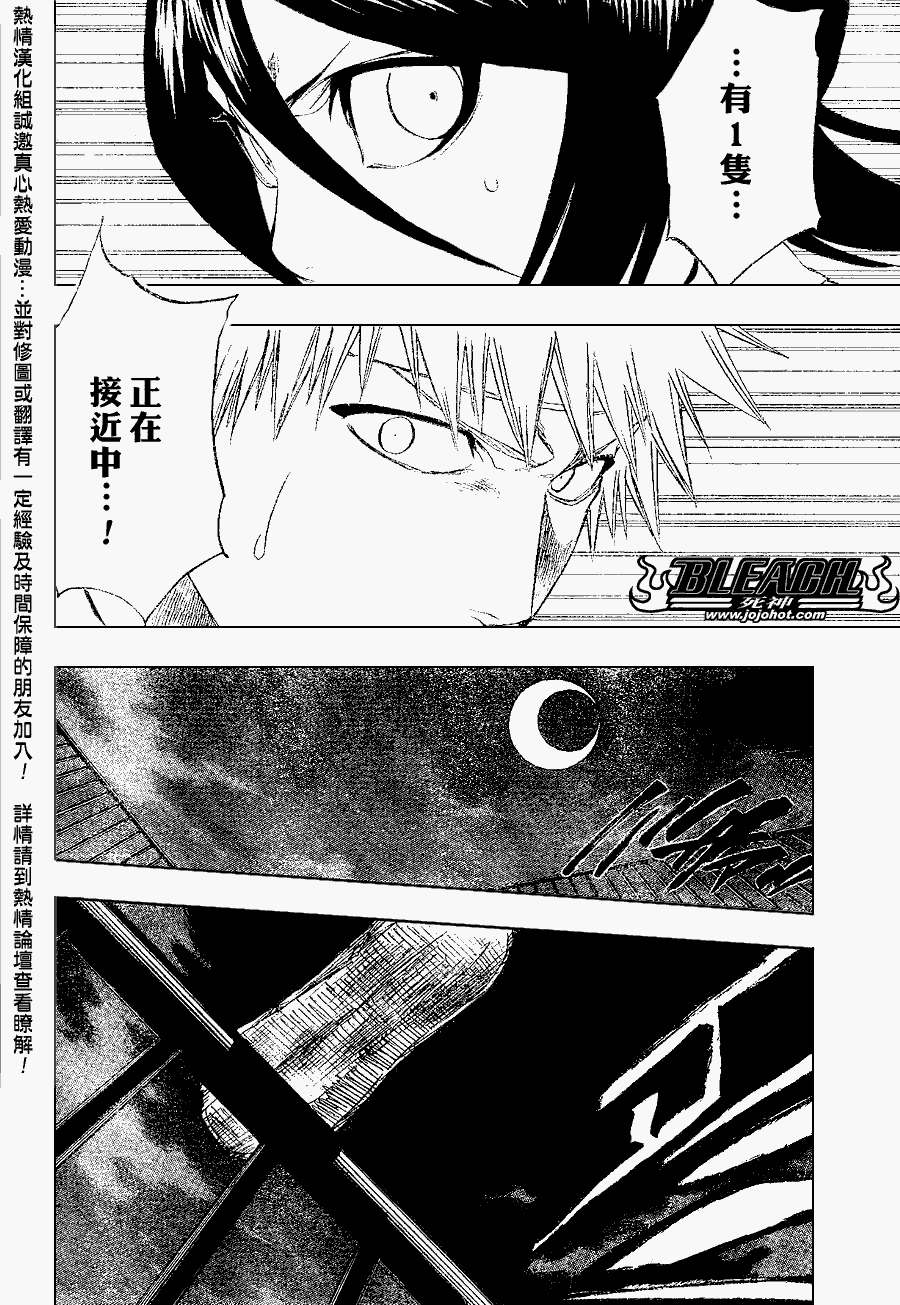 …有1隻…
正在
接近中…！
BLEACH
死神
www.jojohot.com
熱情漢化組誠邀真心熱愛動漫…並對修圖或翻譯有一定經驗及時間保障的朋友加入！ 詳情請到熱情論壇查看瞭解！